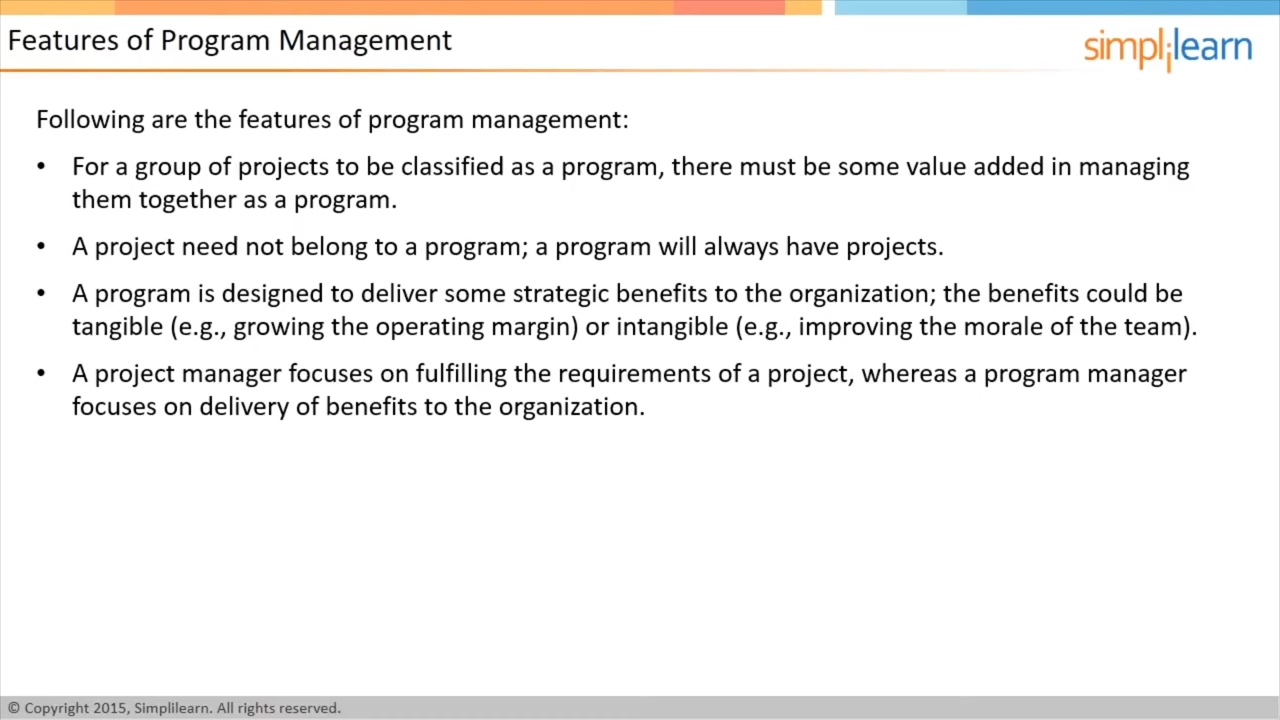 Features of Program Management
simplilearn
Following are the features of program management:
• For a group of projects to be classified as a program, there must be some value added in managing
them together as a program.
• A project need not belong to a program; a program will always have projects.
• A program is designed to deliver some strategic benefits to the organization; the benefits could be
tangible (e.g., growing the operating margin) or intangible (e.g., improving the morale of the team).
• A project manager focuses on fulfilling the requirements of a project, whereas a program manager
focuses on delivery of benefits to the organization.
© Copyright 2015, Simplilearn. All rights reserved.